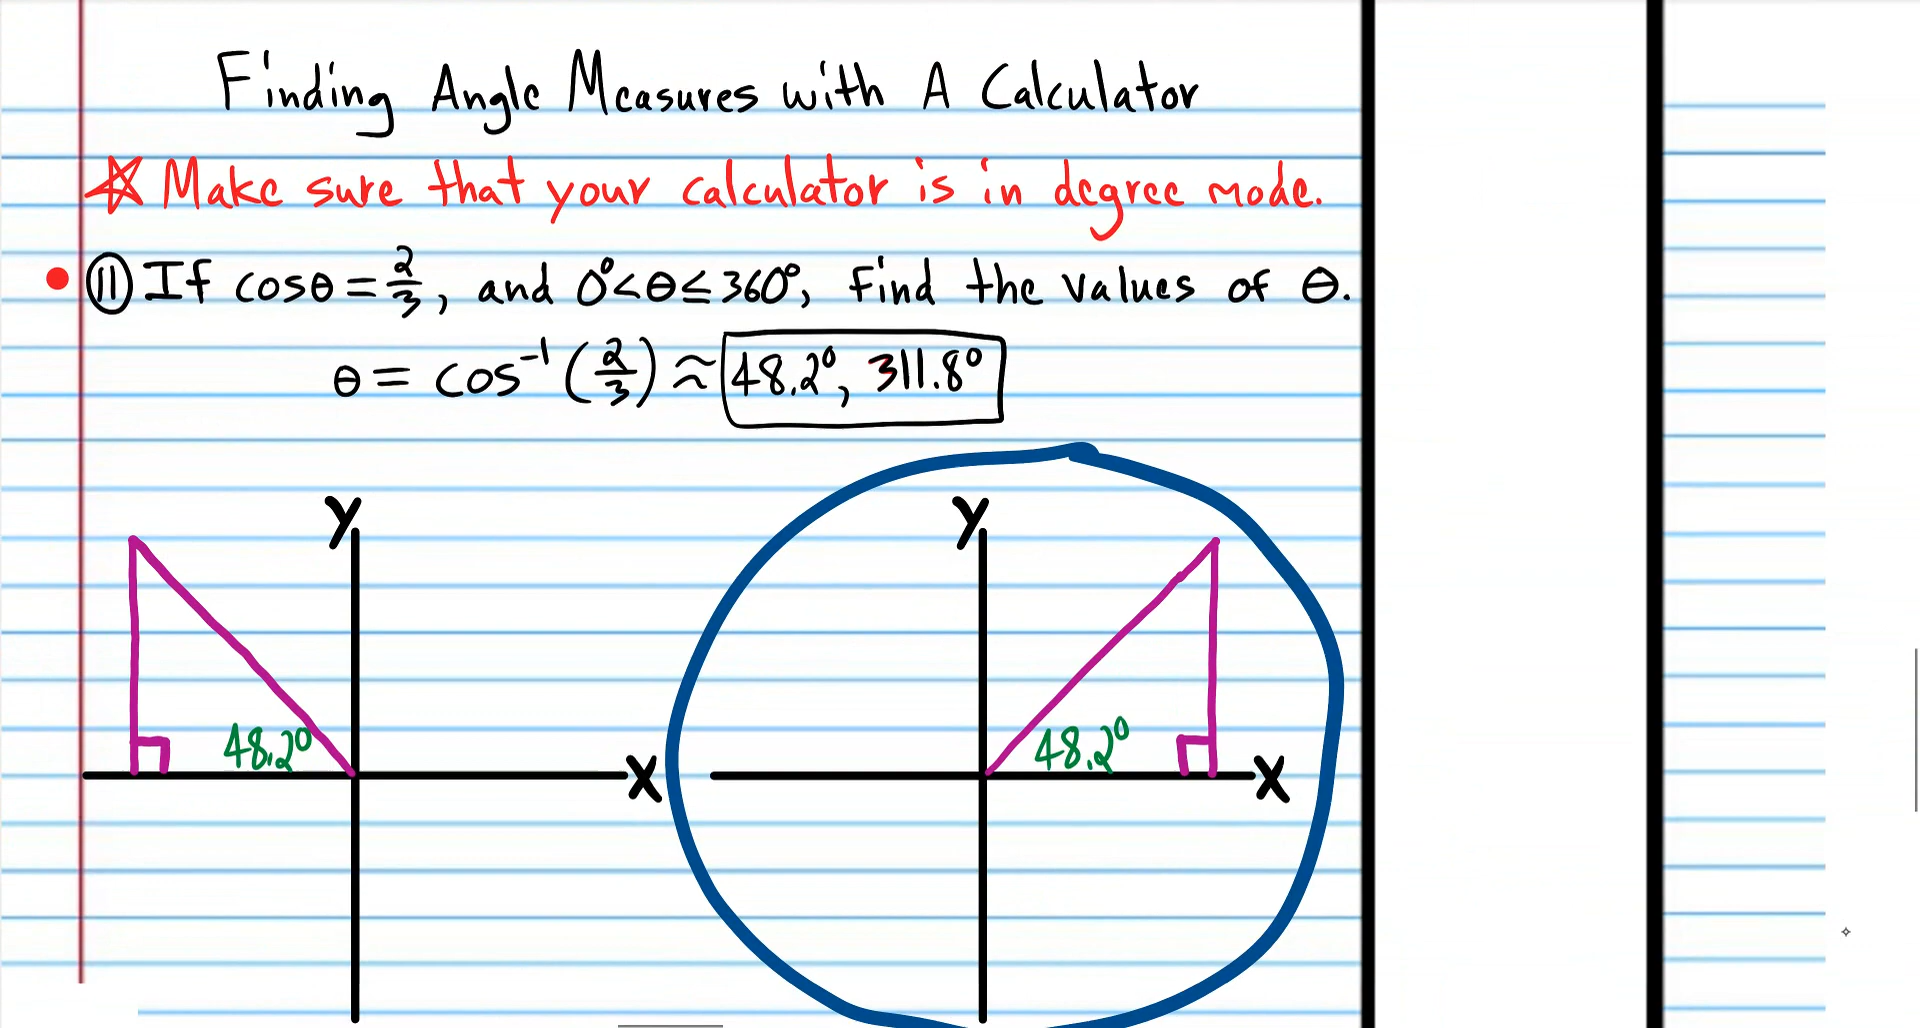 Finding Angle Measures with A Calculator
☆ Make sure that your calculator is in degree mode.
• ⑪ If cosθ = 2/3, and 0°<θ≤360°, Find the values of θ.
θ = cos⁻¹(2/3) ≈ 48.2°, 311.8°
y
y
48.2°
x
48.2°
x